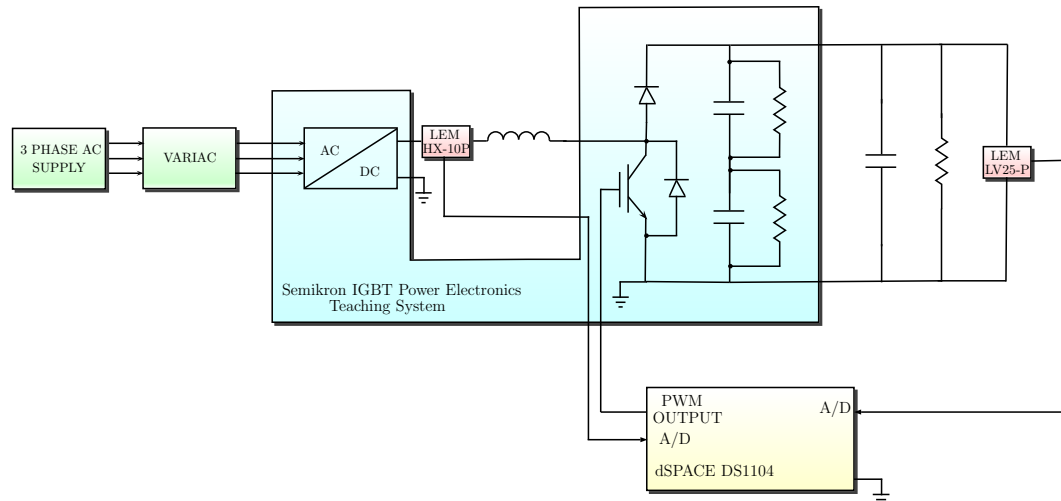 3 PHASE AC
SUPPLY
VARIAC
AC
DC
LEM
HX-10P
LEM
LV25-P
Semikron IGBT Power Electronics
Teaching System
PWM
OUTPUT
A/D
A/D
dSPACE DS1104